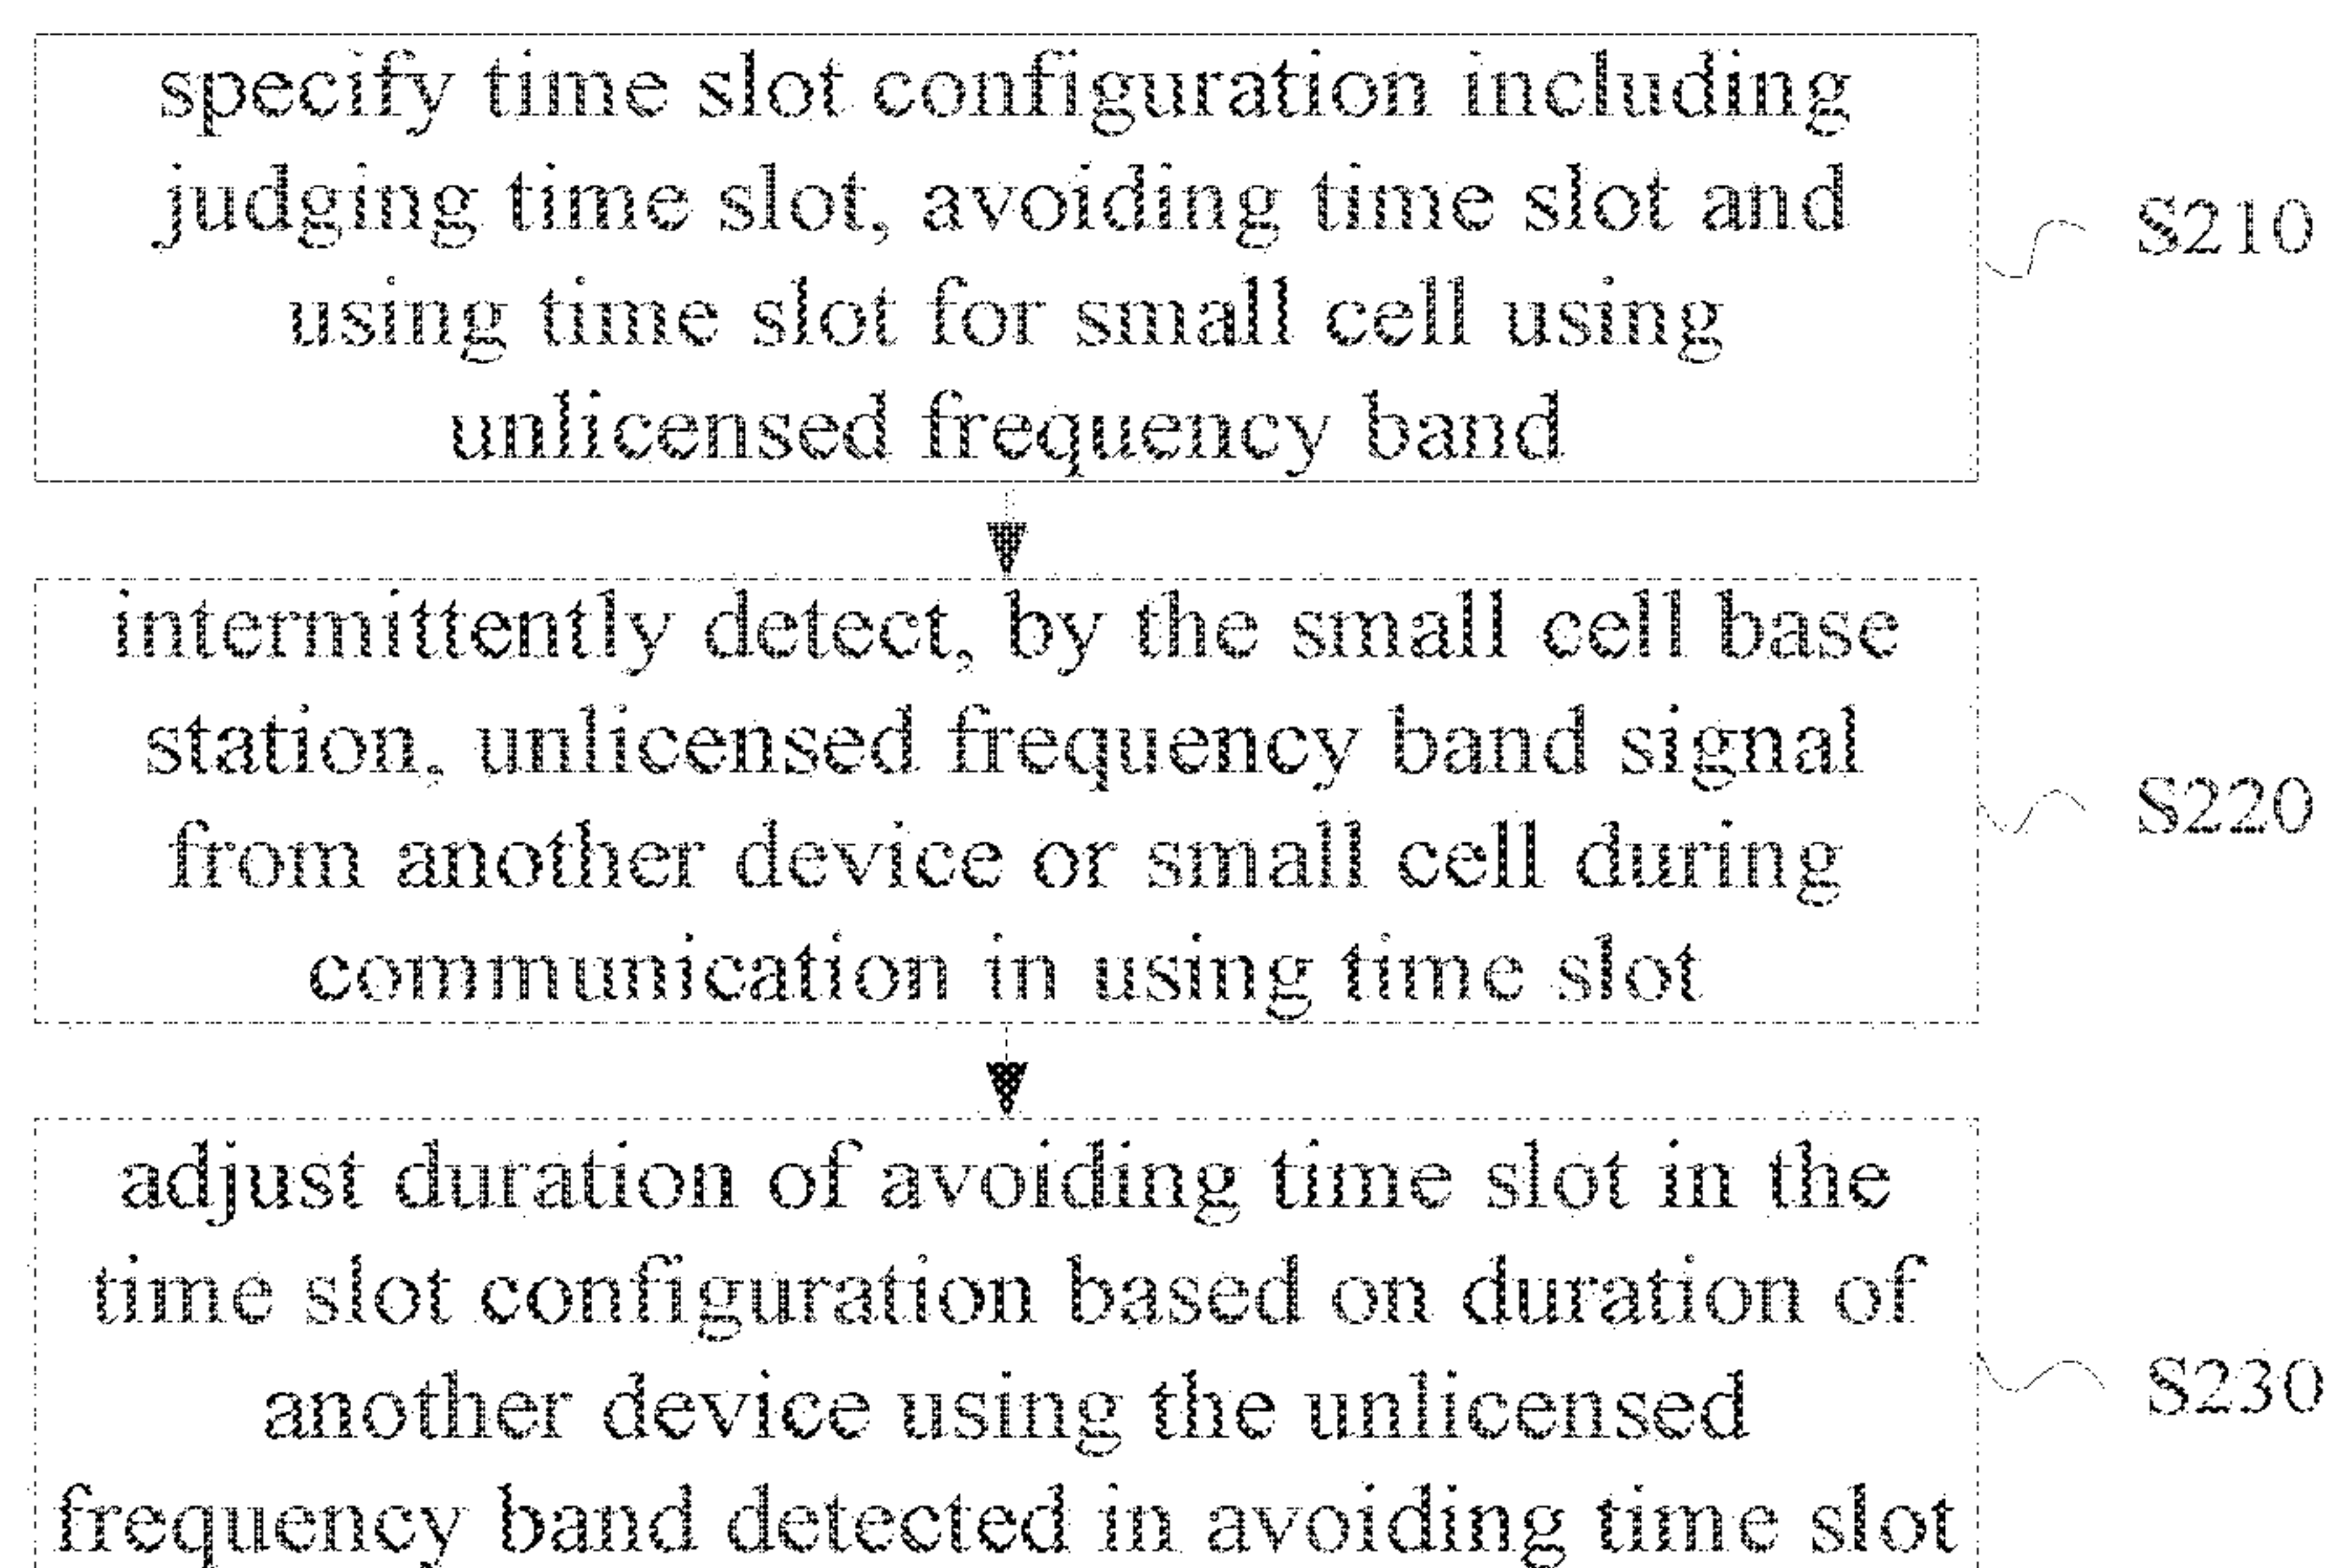 specify time slot configuration including
judging time slot, avoiding time slot and
using time slot for small cell using
unlicensed frequency band
S210
intermittently detect, by the small cell base
station, unlicensed frequency band signal
from another device or small cell during
communication in using time slot
S220
adjust duration of avoiding time slot in the
time slot configuration based on duration of
another device using the unlicensed
frequency band detected in avoiding time slot
S230